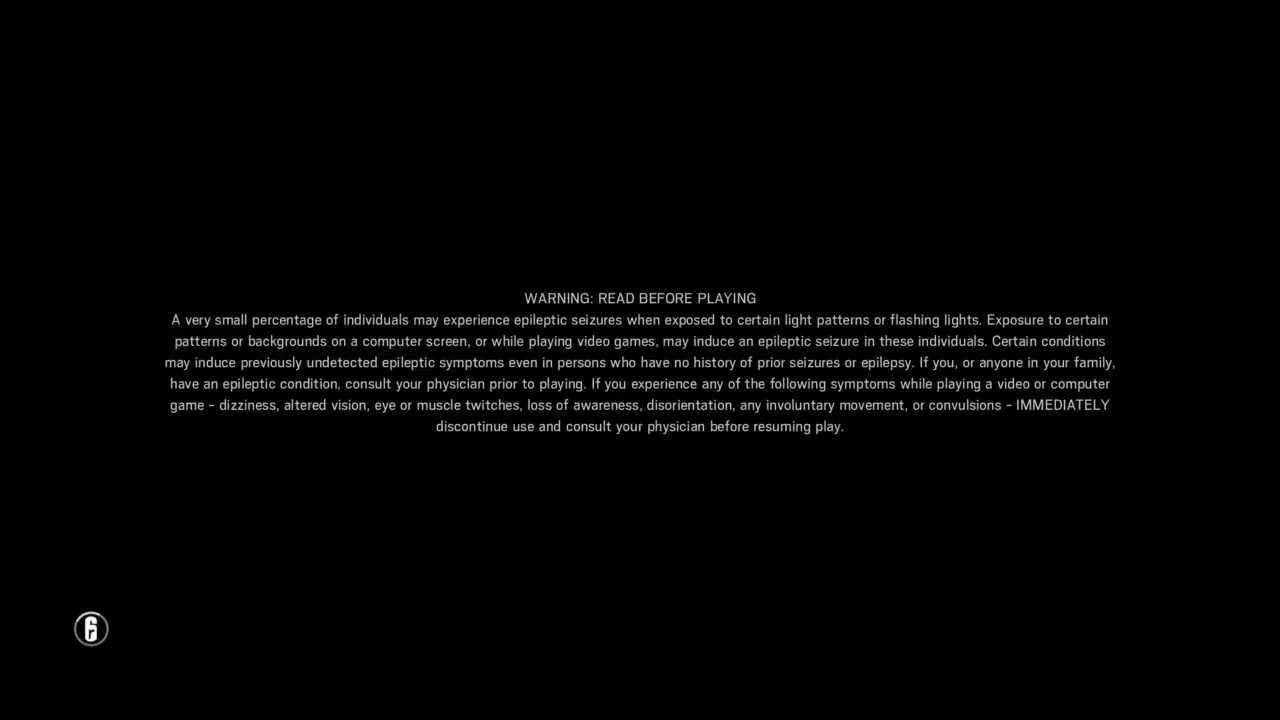 WARNING: READ BEFORE PLAYING
A very small percentage of individuals may experience epileptic seizures when exposed to certain light patterns or flashing lights. Exposure to certain
patterns or backgrounds on a computer screen, or while playing video games, may induce an epileptic seizure in these individuals. Certain conditions
may induce previously undetected epileptic symptoms even in persons who have no history of prior seizures or epilepsy. If you, or anyone in your family,
have an epileptic condition, consult your physician prior to playing. If you experience any of the following symptoms while playing a video or computer
game - dizziness, altered vision, eye or muscle twitches, loss of awareness, disorientation, any involuntary movement, or convulsions - IMMEDIATELY
discontinue use and consult your physician before resuming play.
6